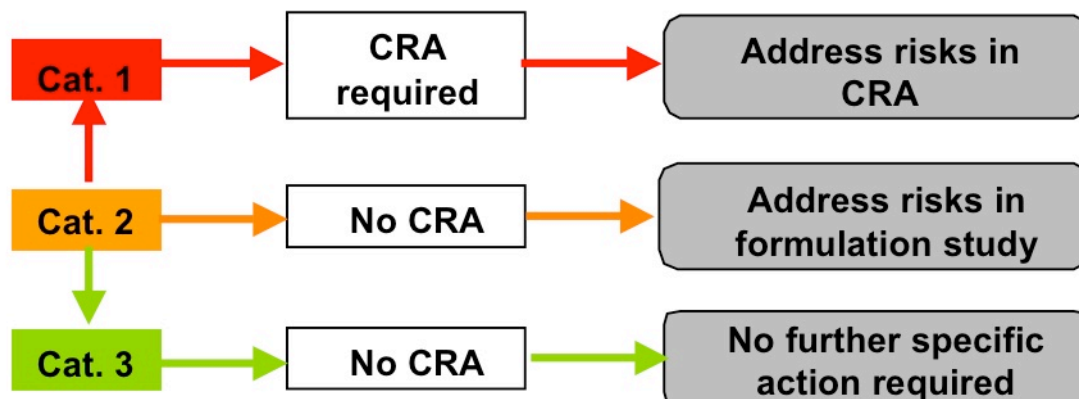 Cat. 1
CRA
required
Address risks in
CRA
Cat. 2
No CRA
Address risks in
formulation study
Cat. 3
No CRA
No further specific
action required